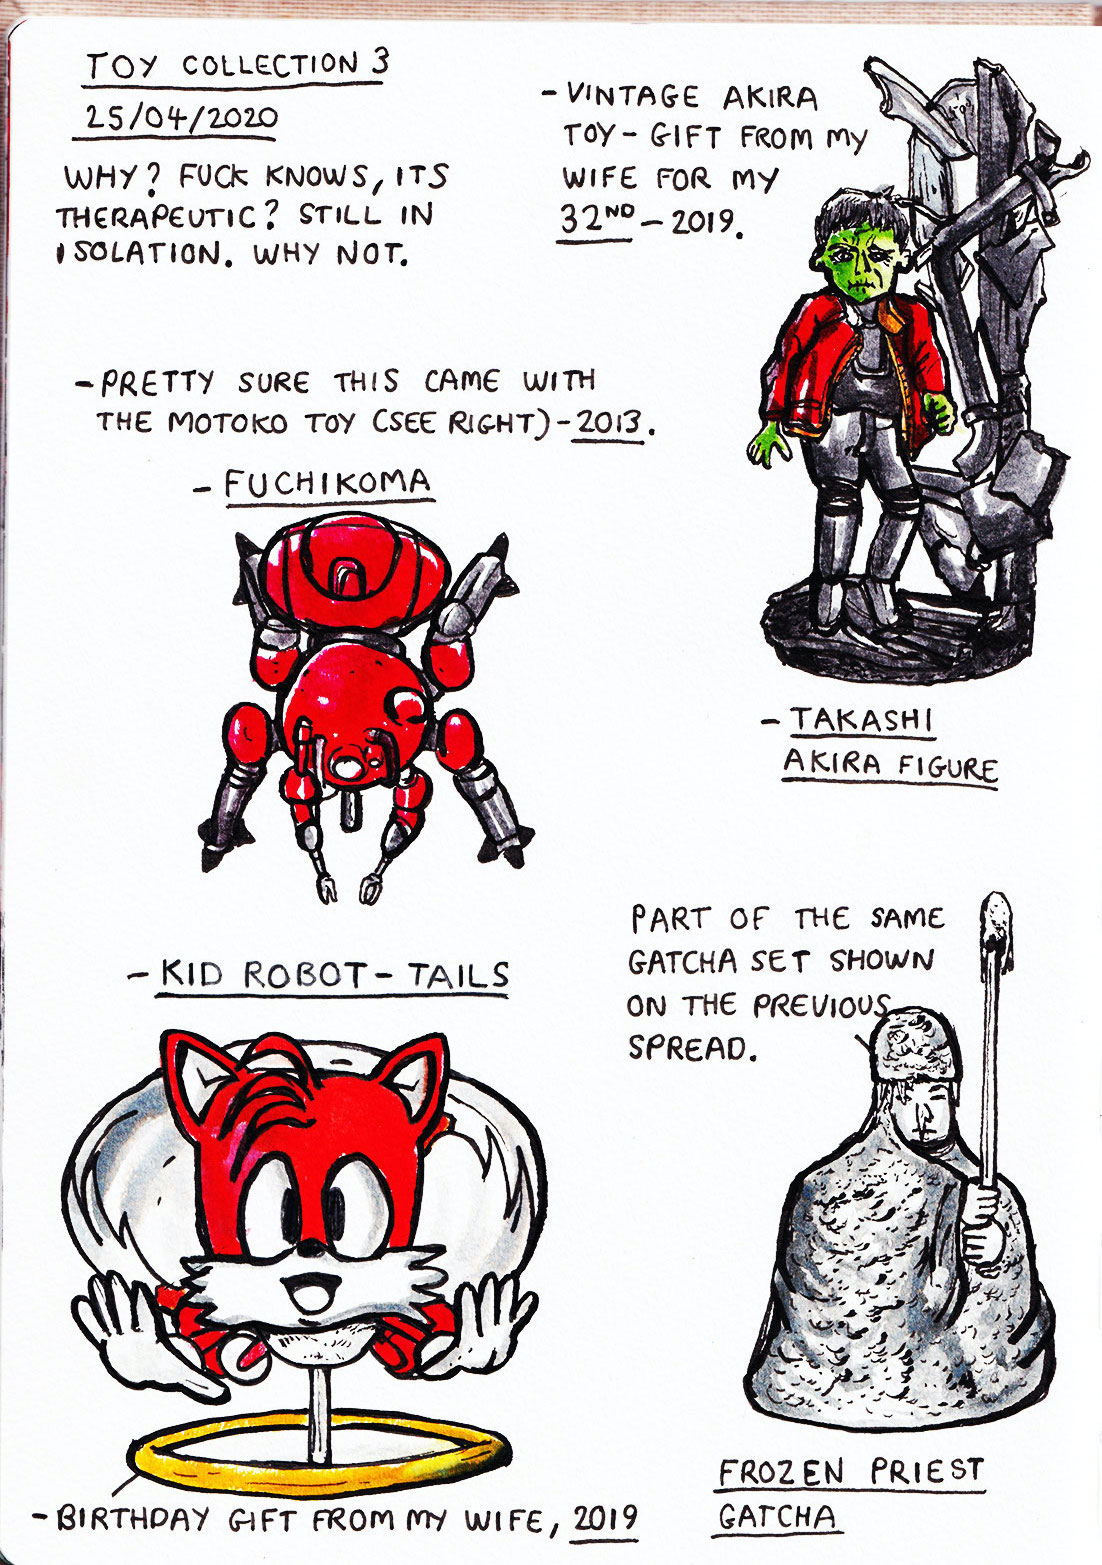 TOY COLLECTION 3
25/04/2020
WHY? FUCK KNOWS, ITS
THERAPEUTIC? STILL IN
ISOLATION. WHY NOT.
- VINTAGE AKIRA
TOY - GIFT FROM MY
WIFE FOR MY
32ND - 2019.
- PRETTY SURE THIS CAME WITH
THE MOTOKO TOY (SEE RIGHT) - 2013.
- FUCHIKOMA
- TAKASHI
AKIRA FIGURE
- KID ROBOT - TAILS
PART OF THE SAME
GATCHA SET SHOWN
ON THE PREVIOUS
SPREAD.
- BIRTHDAY GIFT FROM MY WIFE, 2019
FROZEN PRIEST
GATCHA